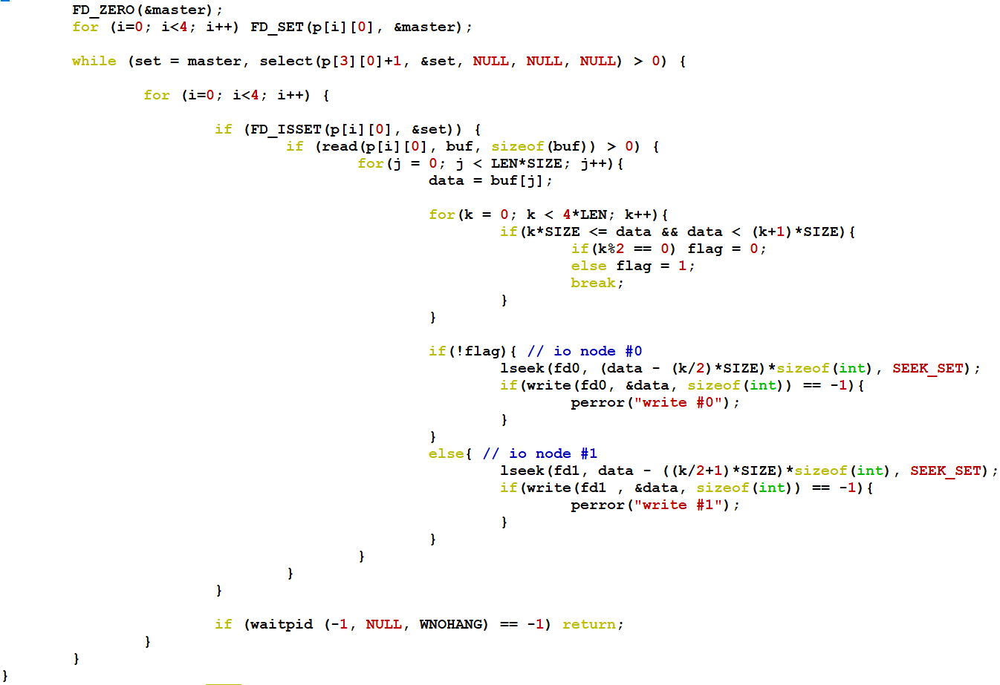 FD_ZERO(&master);
for (i=0; i<4; i++) FD_SET(p[i][0], &master);
while (set = master, select(p[3][0]+1, &set, NULL, NULL, NULL) > 0) {
for (i=0; i<4; i++) {
if (FD_ISSET(p[i][0], &set)) {
if (read(p[i][0], buf, sizeof(buf)) > 0) {
for(j = 0; j < LEN*SIZE; j++){
data = buf[j];
for(k = 0; k < 4*LEN; k++){
if(k*SIZE <= data && data < (k+1)*SIZE){
if(k%2 == 0) flag = 0;
else flag = 1;
break;
}
}
if(!flag){ // io node #0
lseek(fd0, (data - (k/2)*SIZE)*sizeof(int), SEEK_SET);
if(write(fd0, &data, sizeof(int)) == -1){
perror("write #0");
}
}
else{ // io node #1
lseek(fd1, data - ((k/2+1)*SIZE)*sizeof(int), SEEK_SET);
if(write(fd1 , &data, sizeof(int)) == -1){
perror("write #1");
}
}
}
}
}
if (waitpid (-1, NULL, WNOHANG) == -1) return;
}
}
}